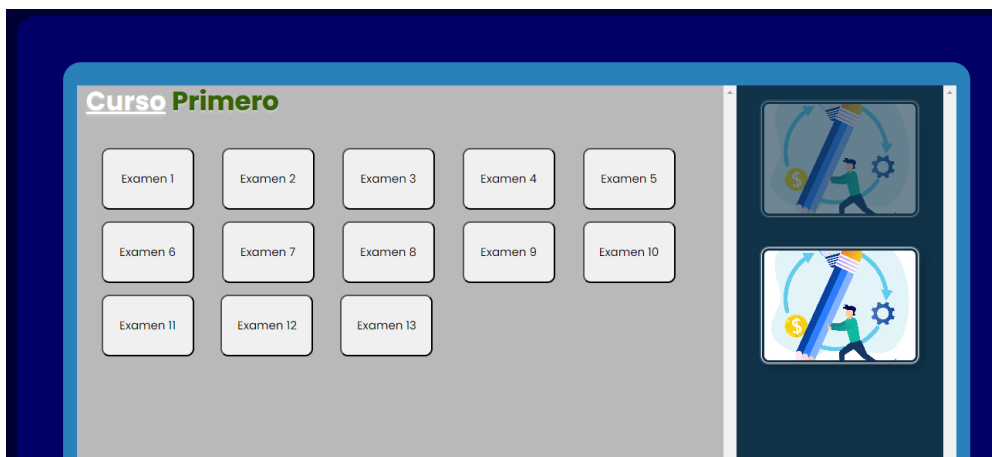 Curso Primero
Examen 1 Examen 2 Examen 3 Examen 4 Examen 5
Examen 6 Examen 7 Examen 8 Examen 9 Examen 10
Examen 11 Examen 12 Examen 13
$
$